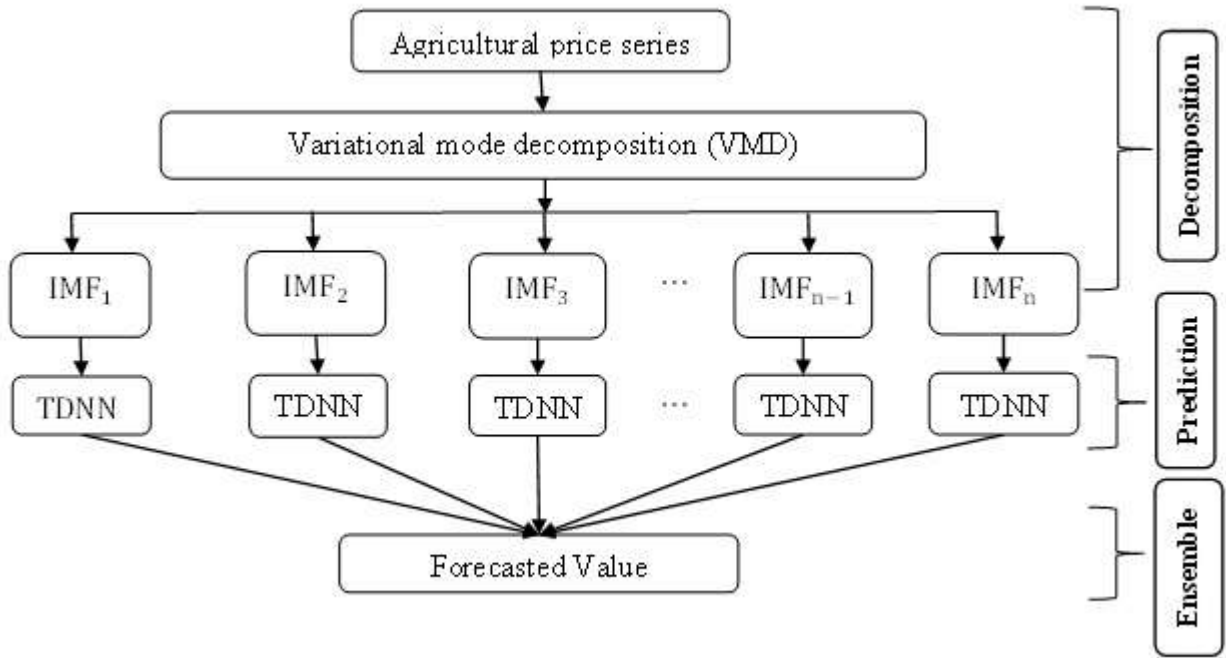 Agricultural price series
Variational mode decomposition (VMD)
IMF₁
IMF₂
IMF₃
...
IMFₙ₋₁
IMFₙ
TDNN
TDNN
TDNN
...
TDNN
TDNN
Forecasted Value
Decomposition
Prediction
Ensemble